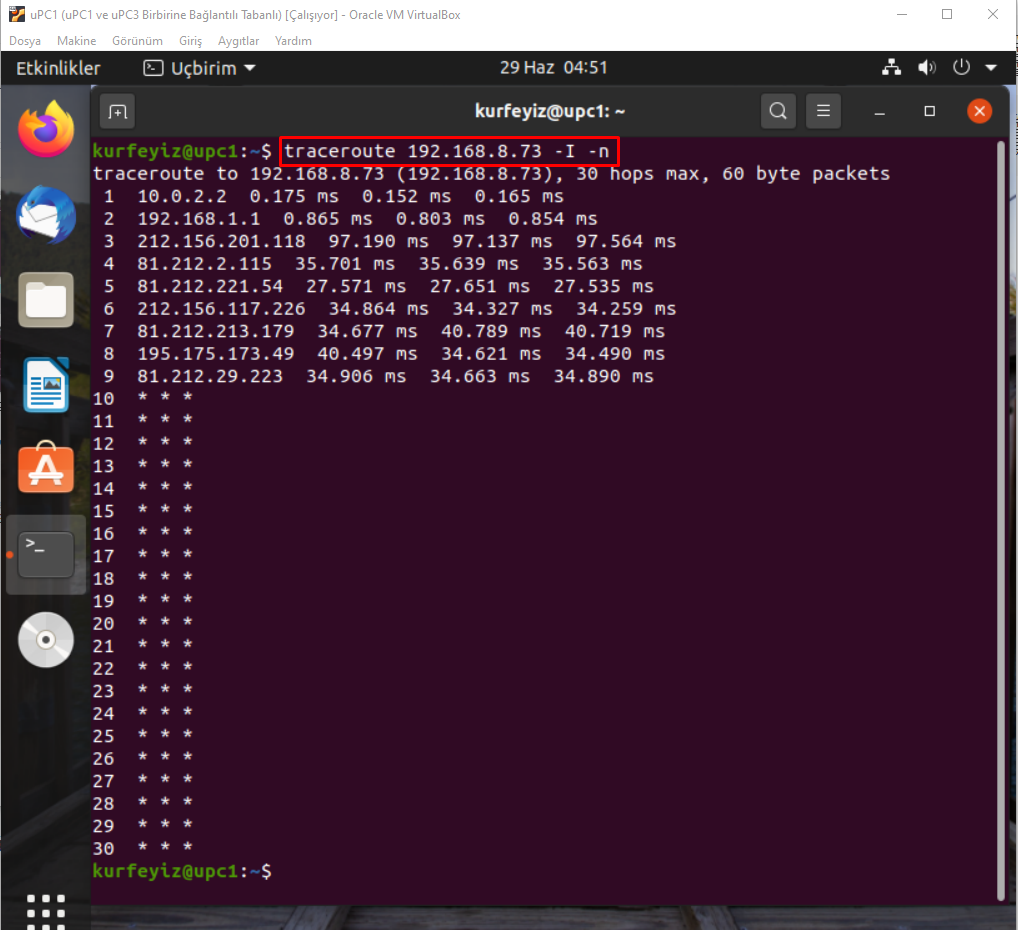 uPC1 (uPC1 ve uPC3 Birbirine Bağlantılı Tabanlı) [Çalışıyor] - Oracle VM VirtualBox
Dosya Makine Görünüm Giriş Aygıtlar Yardım
Etkinlikler Uçbirim 29 Haz 04:51
kurfeyiz@upc1: ~
kurfeyiz@upc1:~$ traceroute 192.168.8.73 -I -n
traceroute to 192.168.8.73 (192.168.8.73), 30 hops max, 60 byte packets
1 10.0.2.2 0.175 ms 0.152 ms 0.165 ms
2 192.168.1.1 0.865 ms 0.803 ms 0.854 ms
3 212.156.201.118 97.190 ms 97.137 ms 97.564 ms
4 81.212.2.115 35.701 ms 35.639 ms 35.563 ms
5 81.212.221.54 27.571 ms 27.651 ms 27.535 ms
6 212.156.117.226 34.864 ms 34.327 ms 34.259 ms
7 81.212.213.179 34.677 ms 40.789 ms 40.719 ms
8 195.175.173.49 40.497 ms 34.621 ms 34.490 ms
9 81.212.29.223 34.906 ms 34.663 ms 34.890 ms
10 * * *
11 * * *
12 * * *
13 * * *
14 * * *
15 * * *
16 * * *
17 * * *
18 * * *
19 * * *
20 * * *
21 * * *
22 * * *
23 * * *
24 * * *
25 * * *
26 * * *
27 * * *
28 * * *
29 * * *
30 * * *
kurfeyiz@upc1:~$